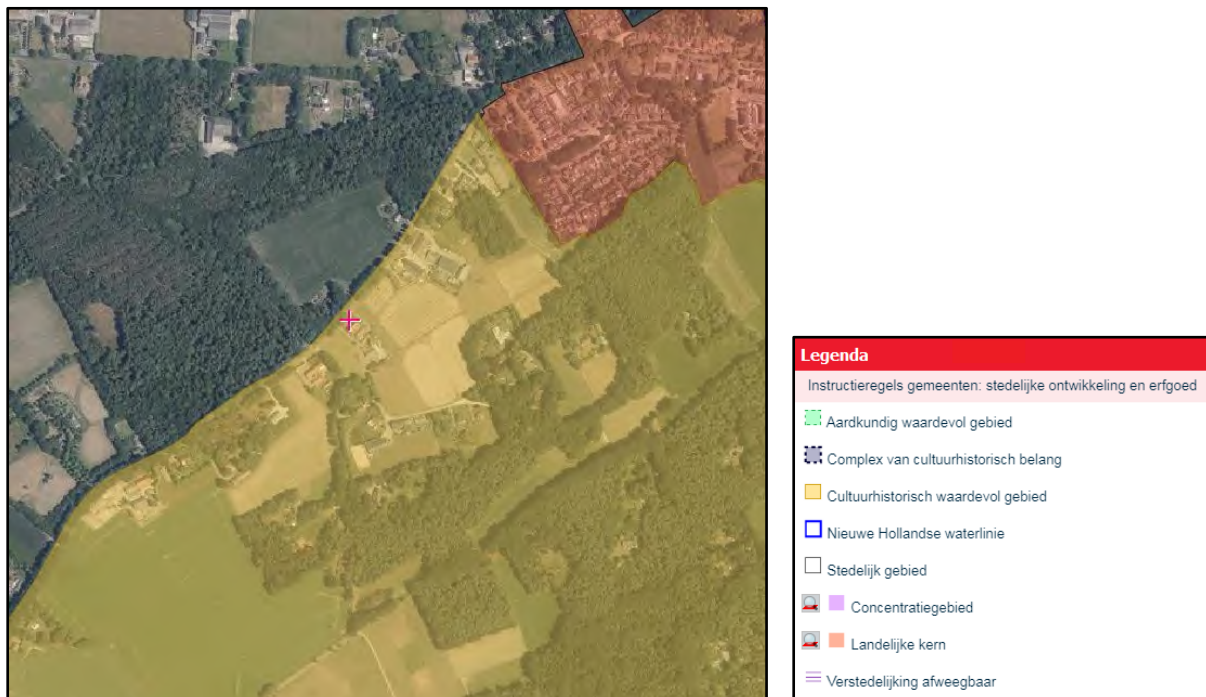 Legenda
Instructieregels gemeenten: stedelijke ontwikkeling en erfgoed
Aardkundig waardevol gebied
Complex van cultuurhistorisch belang
Cultuurhistorisch waardevol gebied
Nieuwe Hollandse waterlinie
Stedelijk gebied
Concentratiegebied
Landelijke kern
Verstedelijking afweegbaar